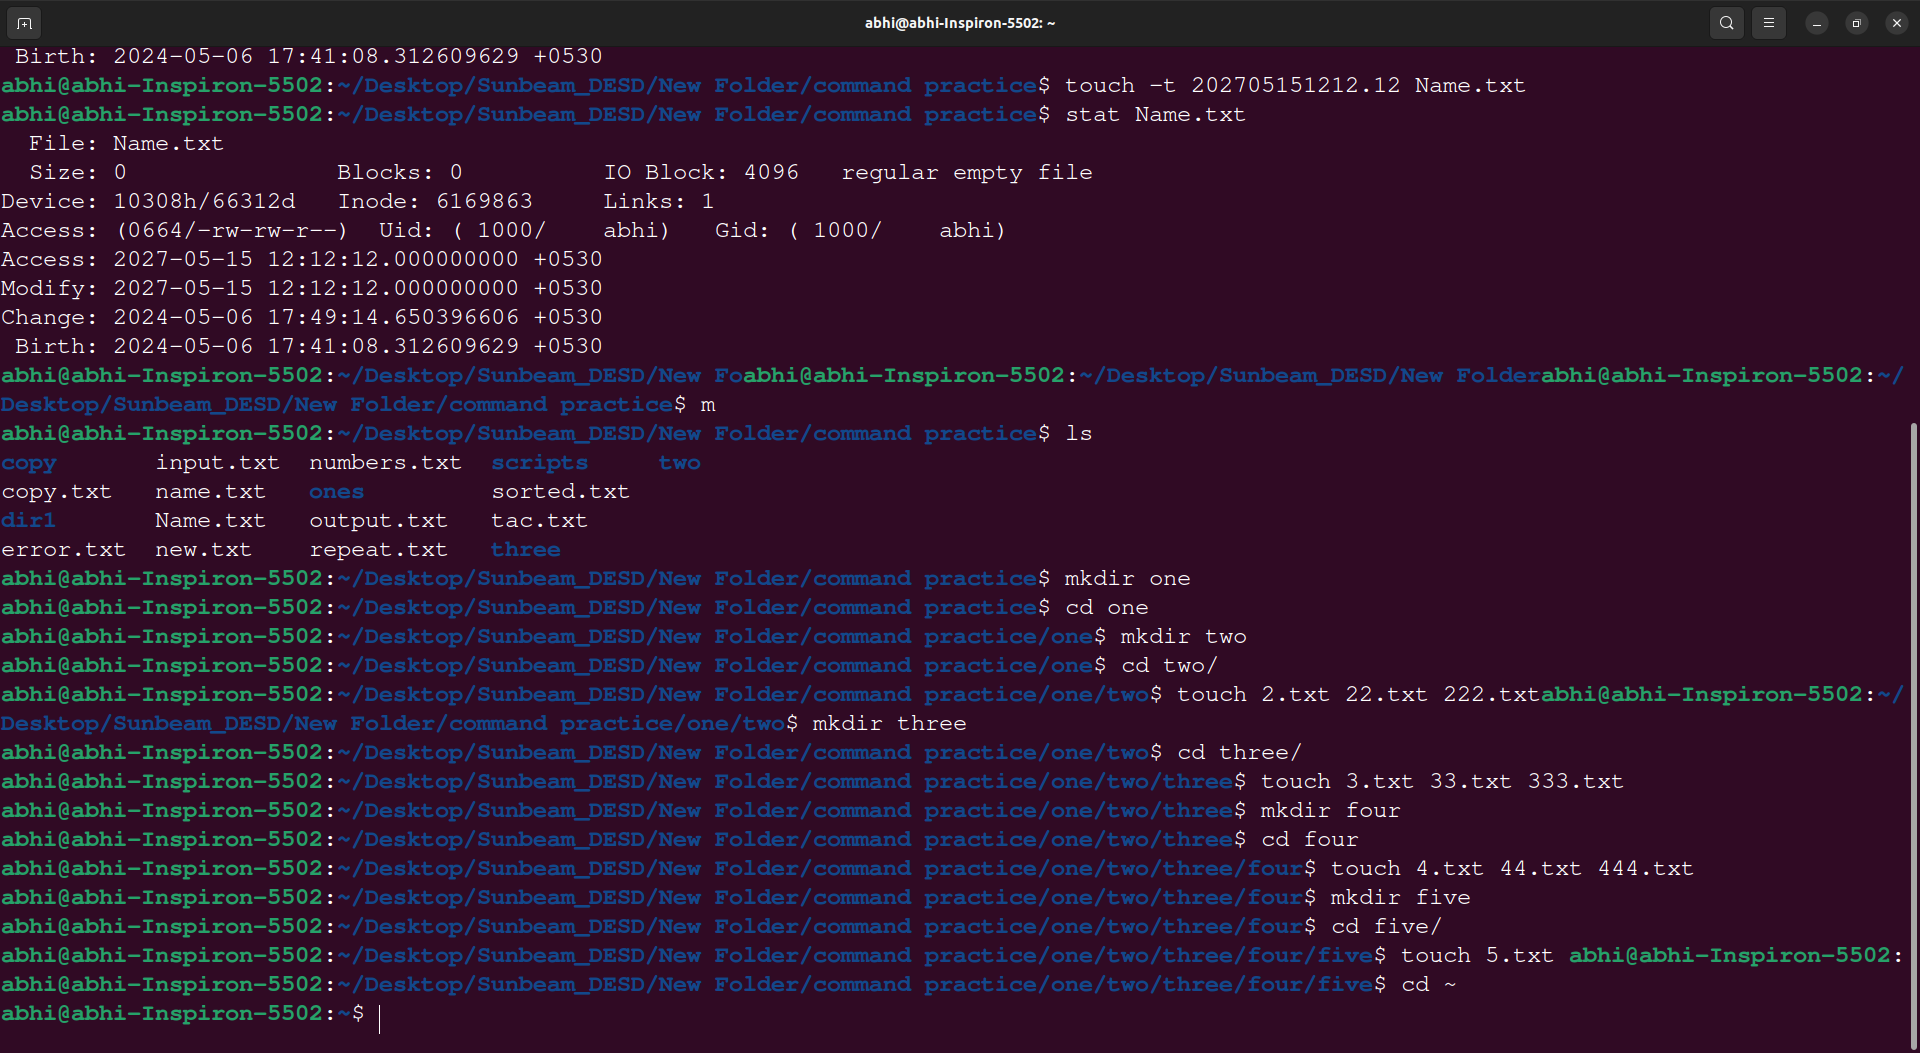 abhi@abhi-Inspiron-5502: ~
 Birth: 2024-05-06 17:41:08.312609629 +0530
abhi@abhi-Inspiron-5502:~/Desktop/Sunbeam_DESD/New Folder/command practice$ touch -t 202705151212.12 Name.txt
abhi@abhi-Inspiron-5502:~/Desktop/Sunbeam_DESD/New Folder/command practice$ stat Name.txt
  File: Name.txt
  Size: 0               Blocks: 0          IO Block: 4096   regular empty file
Device: 10308h/66312d   Inode: 6169863     Links: 1
Access: (0664/-rw-rw-r--)  Uid: ( 1000/    abhi)   Gid: ( 1000/    abhi)
Access: 2027-05-15 12:12:12.000000000 +0530
Modify: 2027-05-15 12:12:12.000000000 +0530
Change: 2024-05-06 17:49:14.650396606 +0530
 Birth: 2024-05-06 17:41:08.312609629 +0530
abhi@abhi-Inspiron-5502:~/Desktop/Sunbeam_DESD/New Foabhi@abhi-Inspiron-5502:~/Desktop/Sunbeam_DESD/New Folderabhi@abhi-Inspiron-5502:~/
Desktop/Sunbeam_DESD/New Folder/command practice$ m
abhi@abhi-Inspiron-5502:~/Desktop/Sunbeam_DESD/New Folder/command practice$ ls
copy       input.txt  numbers.txt  scripts     two
copy.txt   name.txt   ones         sorted.txt
dir1       Name.txt   output.txt   tac.txt
error.txt  new.txt    repeat.txt   three
abhi@abhi-Inspiron-5502:~/Desktop/Sunbeam_DESD/New Folder/command practice$ mkdir one
abhi@abhi-Inspiron-5502:~/Desktop/Sunbeam_DESD/New Folder/command practice$ cd one
abhi@abhi-Inspiron-5502:~/Desktop/Sunbeam_DESD/New Folder/command practice/one$ mkdir two
abhi@abhi-Inspiron-5502:~/Desktop/Sunbeam_DESD/New Folder/command practice/one$ cd two/
abhi@abhi-Inspiron-5502:~/Desktop/Sunbeam_DESD/New Folder/command practice/one/two$ touch 2.txt 22.txt 222.txtabhi@abhi-Inspiron-5502:~/
Desktop/Sunbeam_DESD/New Folder/command practice/one/two$ mkdir three
abhi@abhi-Inspiron-5502:~/Desktop/Sunbeam_DESD/New Folder/command practice/one/two$ cd three/
abhi@abhi-Inspiron-5502:~/Desktop/Sunbeam_DESD/New Folder/command practice/one/two/three$ touch 3.txt 33.txt 333.txt
abhi@abhi-Inspiron-5502:~/Desktop/Sunbeam_DESD/New Folder/command practice/one/two/three$ mkdir four
abhi@abhi-Inspiron-5502:~/Desktop/Sunbeam_DESD/New Folder/command practice/one/two/three$ cd four
abhi@abhi-Inspiron-5502:~/Desktop/Sunbeam_DESD/New Folder/command practice/one/two/three/four$ touch 4.txt 44.txt 444.txt
abhi@abhi-Inspiron-5502:~/Desktop/Sunbeam_DESD/New Folder/command practice/one/two/three/four$ mkdir five
abhi@abhi-Inspiron-5502:~/Desktop/Sunbeam_DESD/New Folder/command practice/one/two/three/four$ cd five/
abhi@abhi-Inspiron-5502:~/Desktop/Sunbeam_DESD/New Folder/command practice/one/two/three/four/five$ touch 5.txt abhi@abhi-Inspiron-5502:
abhi@abhi-Inspiron-5502:~/Desktop/Sunbeam_DESD/New Folder/command practice/one/two/three/four/five$ cd ~
abhi@abhi-Inspiron-5502:~$